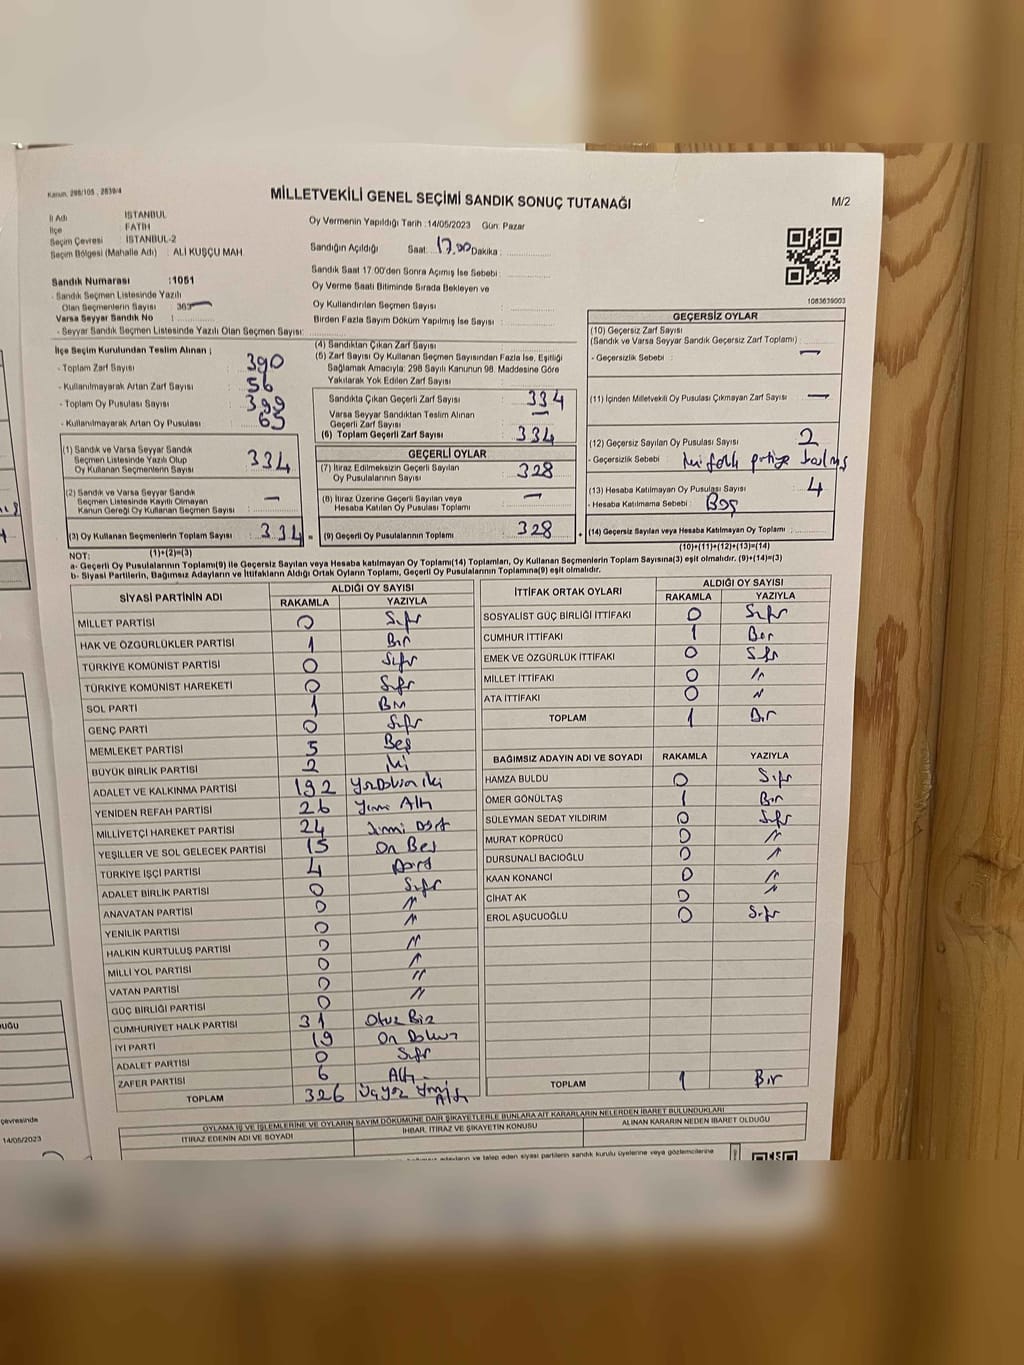 Kanun, 298/105 , 2839/4
MİLLETVEKİLİ GENEL SEÇİMİ SANDIK SONUÇ TUTANAĞI
M/2
İl Adı : İSTANBUL
İlçe : FATİH
Seçim Çevresi : İSTANBUL-2
Seçim Bölgesi (Mahalle Adı) : ALİ KUŞÇU MAH
Sandık Numarası :1051
- Sandık Seçmen Listesinde Yazılı
Olan Seçmenlerin Sayısı : 363
Varsa Seyyar Sandık No :
- Seyyar Sandık Seçmen Listesinde Yazılı Olan Seçmen Sayısı:
Oy Vermenin Yapıldığı Tarih :14/05/2023 Gün: Pazar
Sandığın Açıldığı Saat: 17.00 Dakika :
Sandık Saat 17:00'den Sonra Açılmış İse Sebebi :
Oy Verme Saati Bitiminde Sırada Bekleyen ve
Oy Kullandırılan Seçmen Sayısı :
Birden Fazla Sayım Döküm Yapılmış İse Sayısı :
1083639003
İlçe Seçim Kurulundan Teslim Alınan ;
- Toplam Zarf Sayısı : 390
- Kullanılmayarak Artan Zarf Sayısı : 56
- Toplam Oy Pusulası Sayısı : 399
- Kullanılmayarak Artan Oy Pusulası : 65
(4) Sandıktan Çıkan Zarf Sayısı :
(5) Zarf Sayısı Oy Kullanan Seçmen Sayısından Fazla İse, Eşitliği
Sağlamak Amacıyla: 298 Sayılı Kanunun 98. Maddesine Göre
Yakılarak Yok Edilen Zarf Sayısı :
Sandıkta Çıkan Geçerli Zarf Sayısı : 334
Varsa Seyyar Sandıktan Teslim Alınan
Geçerli Zarf Sayısı : —
(6) Toplam Geçerli Zarf Sayısı : 334
GEÇERSİZ OYLAR
(10) Geçersiz Zarf Sayısı
(Sandık ve Varsa Seyyar Sandık Geçersiz Zarf Toplamı) :
- Geçersizlik Sebebi : —
(11) İçinden Milletvekili Oy Pusulası Çıkmayan Zarf Sayısı : —
(12) Geçersiz Sayılan Oy Pusulası Sayısı : 2
- Geçersizlik Sebebi :
(13) Hesaba Katılmayan Oy Pusulası Sayısı : 4
- Hesaba Katılmama Sebebi : Boş
(14) Geçersiz Sayılan veya Hesaba Katılmayan Oy Toplamı :
(10)+(11)+(12)+(13)=(14)
(1) Sandık ve Varsa Seyyar Sandık
Seçmen Listesinde Yazılı Olup
Oy Kullanan Seçmenlerin Sayısı : 334
(2) Sandık ve Varsa Seyyar Sandık
Seçmen Listesinde Kayıtlı Olmayan
Kanun Gereği Oy Kullanan Seçmen Sayısı : —
(3) Oy Kullanan Seçmenlerin Toplam Sayısı : 334 =
(1)+(2)=(3)
GEÇERLİ OYLAR
(7) İtiraz Edilmeksizin Geçerli Sayılan
Oy Pusulalarının Sayısı : 328
(8) İtiraz Üzerine Geçerli Sayılan veya
Hesaba Katılan Oy Pusulası Toplamı : —
(9) Geçerli Oy Pusulalarının Toplamı : 328 +
NOT:
a- Geçerli Oy Pusulalarının Toplamı(9) ile Geçersiz Sayılan veya Hesaba katılmayan Oy Toplamı(14) Toplamları, Oy Kullanan Seçmenlerin Toplam Sayısına(3) eşit olmalıdır. (9)+(14)=(3)
b- Siyasi Partilerin, Bağımsız Adayların ve İttifakların Aldığı Ortak Oyların Toplamı, Geçerli Oy Pusulalarının Toplamına(9) eşit olmalıdır.
SİYASİ PARTİNİN ADI ALDIĞI OY SAYISI
RAKAMLA YAZIYLA
MİLLET PARTİSİ 0 Sıfır
HAK VE ÖZGÜRLÜKLER PARTİSİ 1 Bir
TÜRKİYE KOMÜNİST PARTİSİ 0 Sıfır
TÜRKİYE KOMÜNİST HAREKETİ 0 Sıfır
SOL PARTİ 1 Bir
GENÇ PARTİ 0 Sıfır
MEMLEKET PARTİSİ 5 Beş
BÜYÜK BİRLİK PARTİSİ 2 İki
ADALET VE KALKINMA PARTİSİ 192 Yüz Doksan iki
YENİDEN REFAH PARTİSİ 26 Yirmi Altı
MİLLİYETÇİ HAREKET PARTİSİ 24 Yirmi Dört
YEŞİLLER VE SOL GELECEK PARTİSİ 15 On Beş
TÜRKİYE İŞÇİ PARTİSİ 4 Dört
ADALET BİRLİK PARTİSİ 0 Sıfır
ANAVATAN PARTİSİ 0 "
YENİLİK PARTİSİ 0 "
HALKIN KURTULUŞ PARTİSİ 0 "
MİLLİ YOL PARTİSİ 0 "
VATAN PARTİSİ 0 "
GÜÇ BİRLİĞİ PARTİSİ 0 "
CUMHURİYET HALK PARTİSİ 31 Otuz Bir
İYİ PARTİ 19 On Dokuz
ADALET PARTİSİ 0 Sıfır
ZAFER PARTİSİ 6 Altı
TOPLAM 326 Üçyüz Yirmi Altı
İTTİFAK ORTAK OYLARI ALDIĞI OY SAYISI
RAKAMLA YAZIYLA
SOSYALİST GÜÇ BİRLİĞİ İTTİFAKI 0 Sıfır
CUMHUR İTTİFAKI 1 Bir
EMEK VE ÖZGÜRLÜK İTTİFAKI 0 Sıfır
MİLLET İTTİFAKI 0 "
ATA İTTİFAKI 0 "
TOPLAM 1 Bir
BAĞIMSIZ ADAYIN ADI VE SOYADI RAKAMLA YAZIYLA
HAMZA BULDU 0 Sıfır
ÖMER GÖNÜLTAŞ 1 Bir
SÜLEYMAN SEDAT YILDIRIM 0 Sıfır
MURAT KÖPRÜCÜ 0 "
DURSUNALİ BACIOĞLU 0 "
KAAN KONANCI 0 "
CİHAT AK 0 "
EROL AŞUCUOĞLU 0 Sıfır
TOPLAM 1 Bir
OYLAMA İŞ VE İŞLEMLERİNE VE OYLARIN SAYIM DÖKÜMÜNE DAİR ŞİKAYETLERLE BUNLARA AİT KARARLARIN NELERDEN İBARET BULUNDUKLARI
İTİRAZ EDENİN ADI VE SOYADI İHBAR, İTİRAZ VE ŞİKAYETİN KONUSU ALINAN KARARIN NEDEN İBARET OLDUĞU
14/05/2023